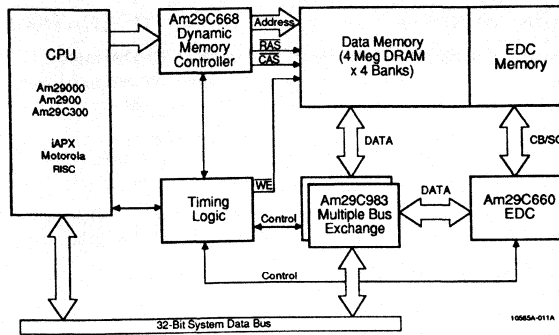 CPU
Am29000
Am2900
Am29C300
iAPX
Motorola
RISC
Am29C668
Dynamic
Memory
Controller
Address
RAS
CAS
Data Memory
(4 Meg DRAM
x 4 Banks)
EDC
Memory
DATA
CB/SC
WE
Timing
Logic
Control
Am29C983
Multiple Bus
Exchange
DATA
Am29C660
EDC
Control
32-Bit System Data Bus
10565A-011A